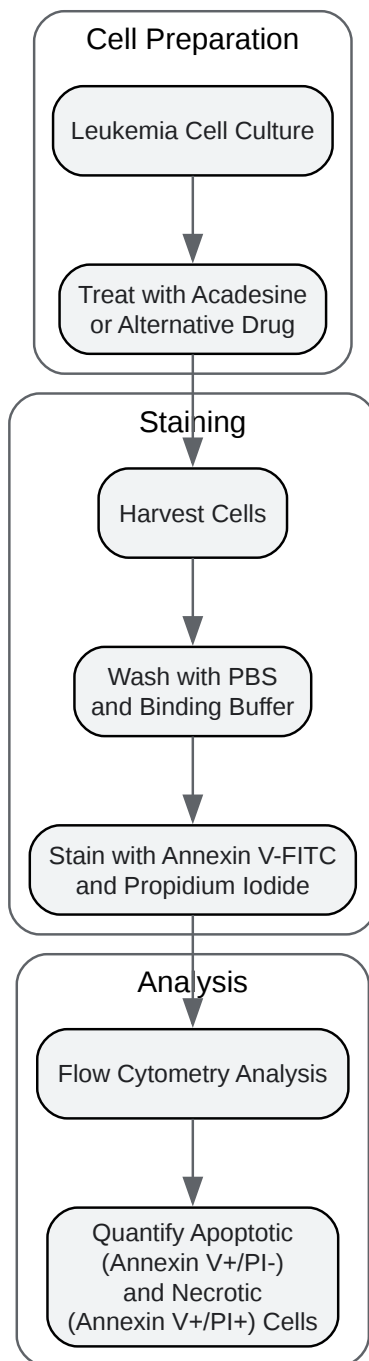 Cell Preparation
Leukemia Cell Culture
Treat with Acadesine
or Alternative Drug
Staining
Harvest Cells
Wash with PBS
and Binding Buffer
Stain with Annexin V-FITC
and Propidium Iodide
Analysis
Flow Cytometry Analysis
Quantify Apoptotic
(Annexin V+/PI-)
and Necrotic
(Annexin V+/PI+) Cells